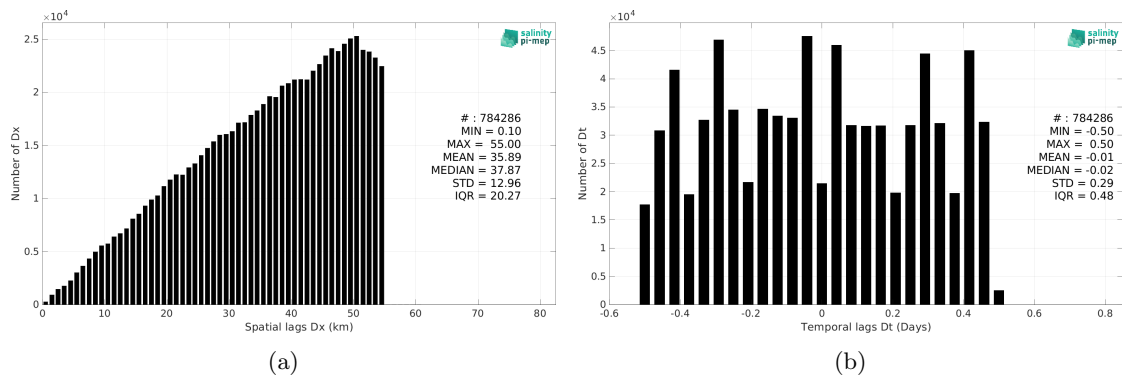 ×10^4
2.5
2
1.5
1
0.5
0
Number of Dx
0 10 20 30 40 50 60 70 80
Spatial lags Dx (km)
salinity
pi-mep
# : 784286
MIN = 0.10
MAX = 55.00
MEAN = 35.89
MEDIAN = 37.87
STD = 12.96
IQR = 20.27
(a)
×10^4
5
4.5
4
3.5
3
2.5
2
1.5
1
0.5
0
Number of Dt
-0.6 -0.4 -0.2 0 0.2 0.4 0.6 0.8
Temporal lags Dt (Days)
salinity
pi-mep
# : 784286
MIN = -0.50
MAX = 0.50
MEAN = -0.01
MEDIAN = -0.02
STD = 0.29
IQR = 0.48
(b)